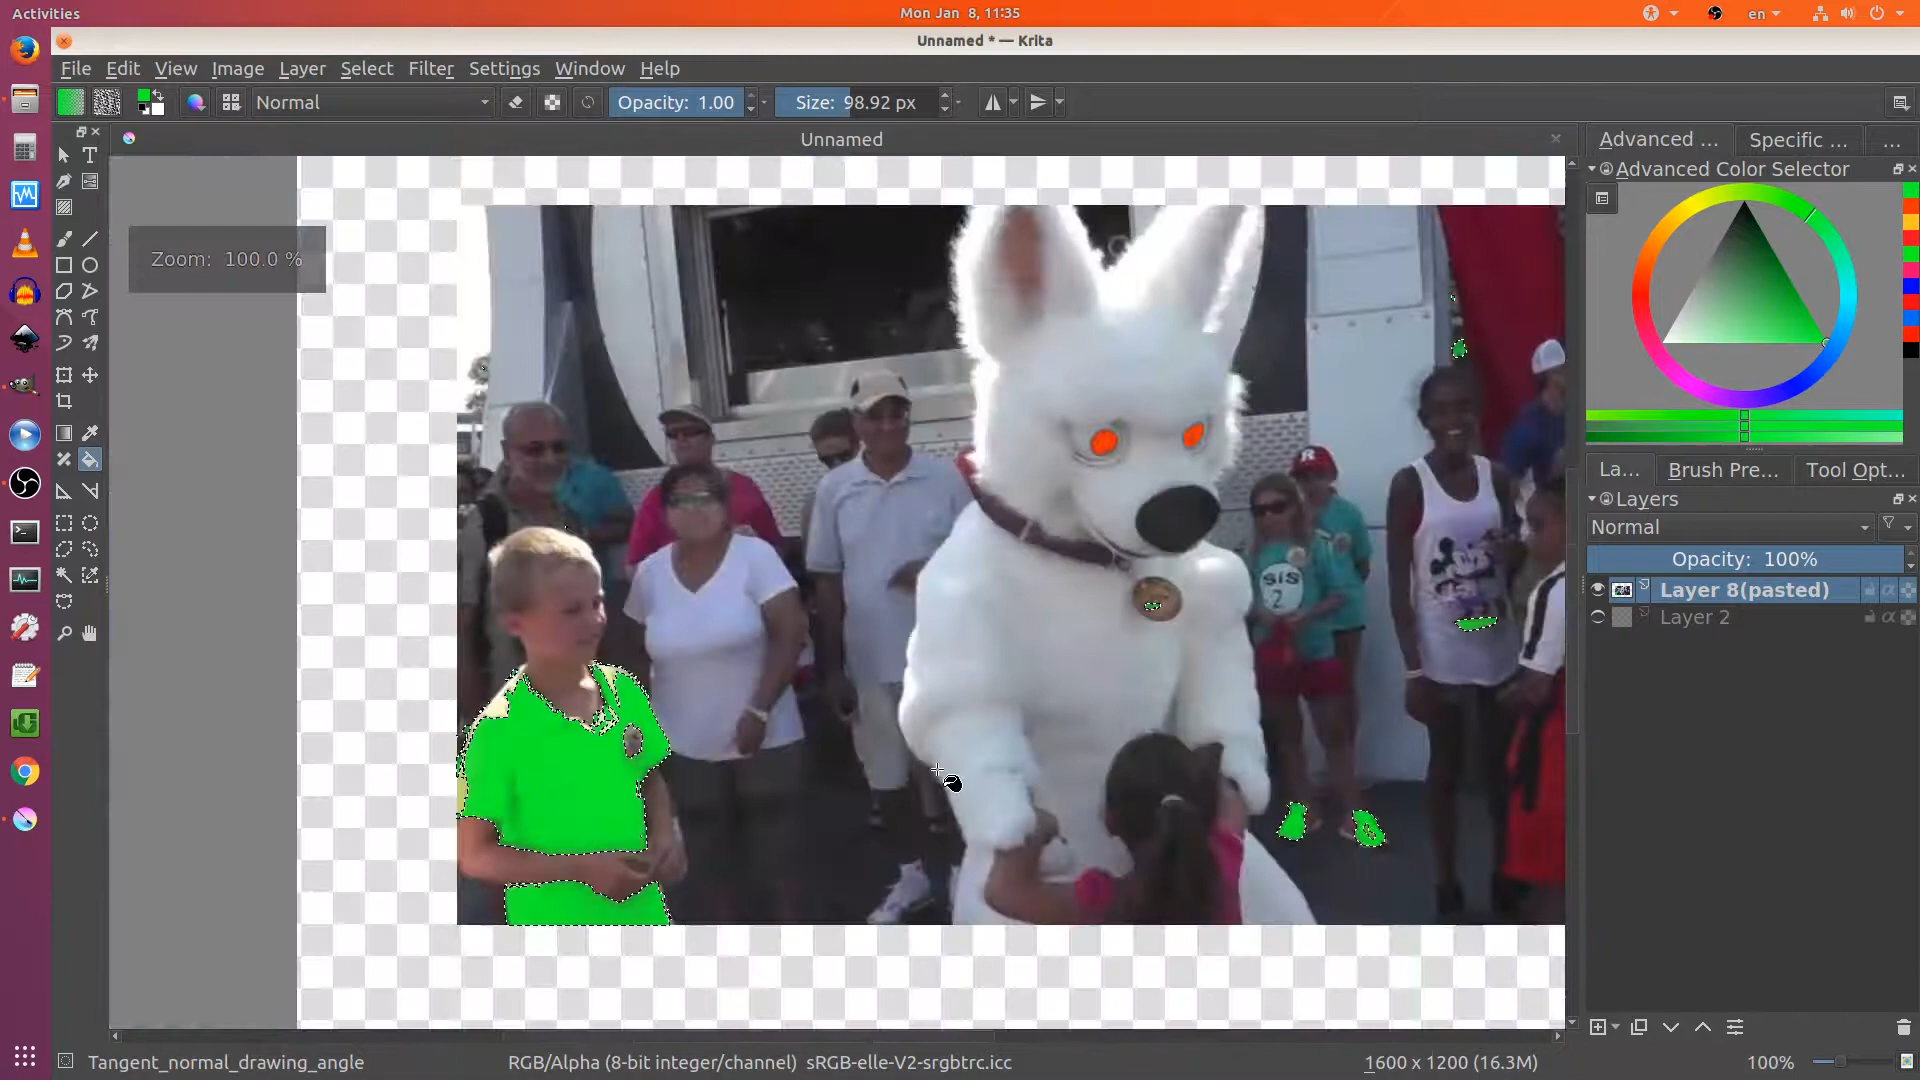 Activities
Mon Jan 8, 11:35
en
Unnamed * — Krita
File Edit View Image Layer Select Filter Settings Window Help
Normal
Opacity: 1.00
Size: 98.92 px
Unnamed
Advanced ...
Specific ...
...
Advanced Color Selector
Zoom: 100.0 %
R
SIS
2
La...
Brush Pre...
Tool Opt...
Layers
Normal
Opacity: 100%
Layer 8(pasted)
Layer 2
Tangent_normal_drawing_angle
RGB/Alpha (8-bit integer/channel) sRGB-elle-V2-srgbtrc.icc
1600 x 1200 (16.3M)
100%